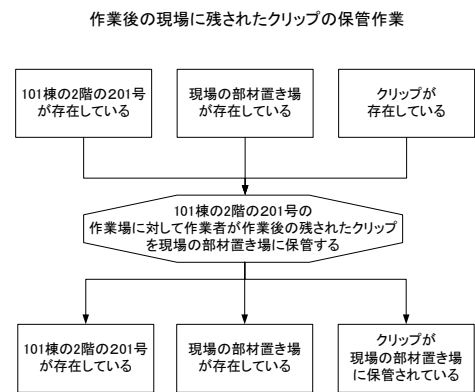 作業後の現場に残されたクリップの保管作業
101棟の2階の201号
が存在している
現場の部材置き場
が存在している
クリップが
存在している
101棟の2階の201号の
作業場に対して作業者が作業後の残されたクリップ
を現場の部材置き場に保管する
101棟の2階の201号
が存在している
現場の部材置き場
が存在している
クリップが
現場の部材置き場
に保管されている